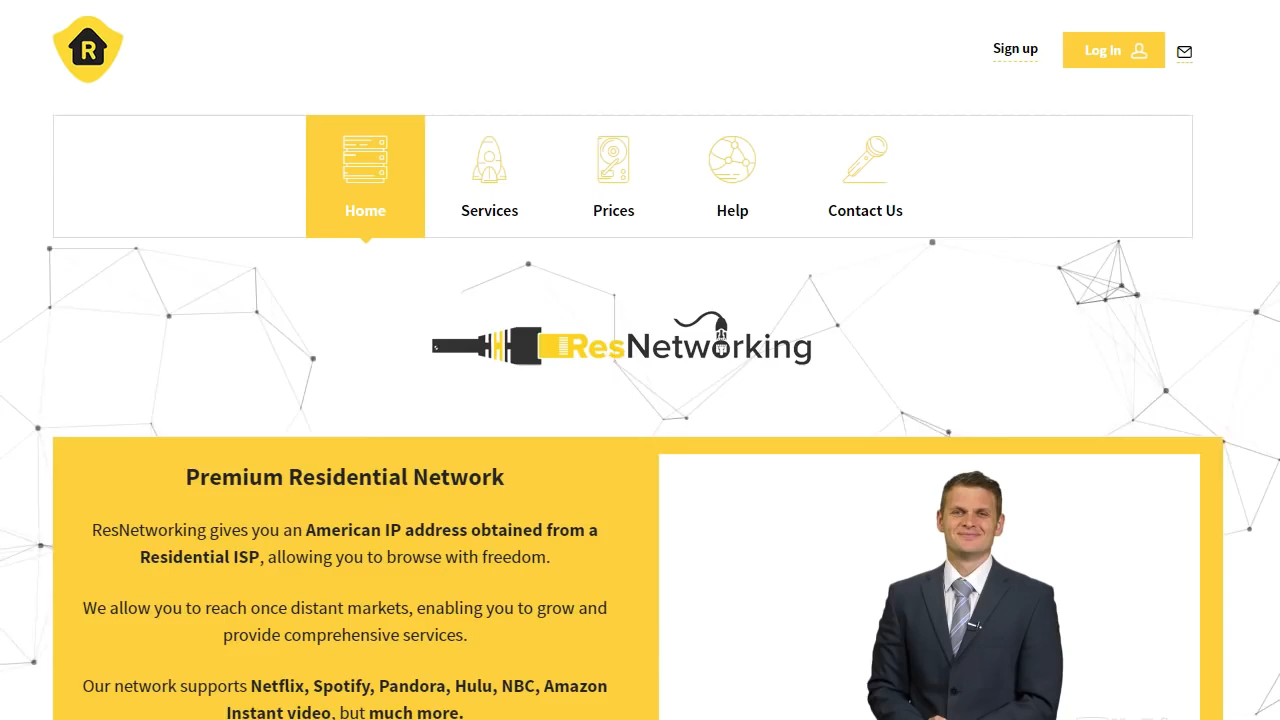 R
Sign up
Log In
Home
Services
Prices
Help
Contact Us
ResNetworking
Premium Residential Network
ResNetworking gives you an American IP address obtained from a
Residential ISP, allowing you to browse with freedom.
We allow you to reach once distant markets, enabling you to grow and
provide comprehensive services.
Our network supports Netflix, Spotify, Pandora, Hulu, NBC, Amazon
Instant video, but much more.